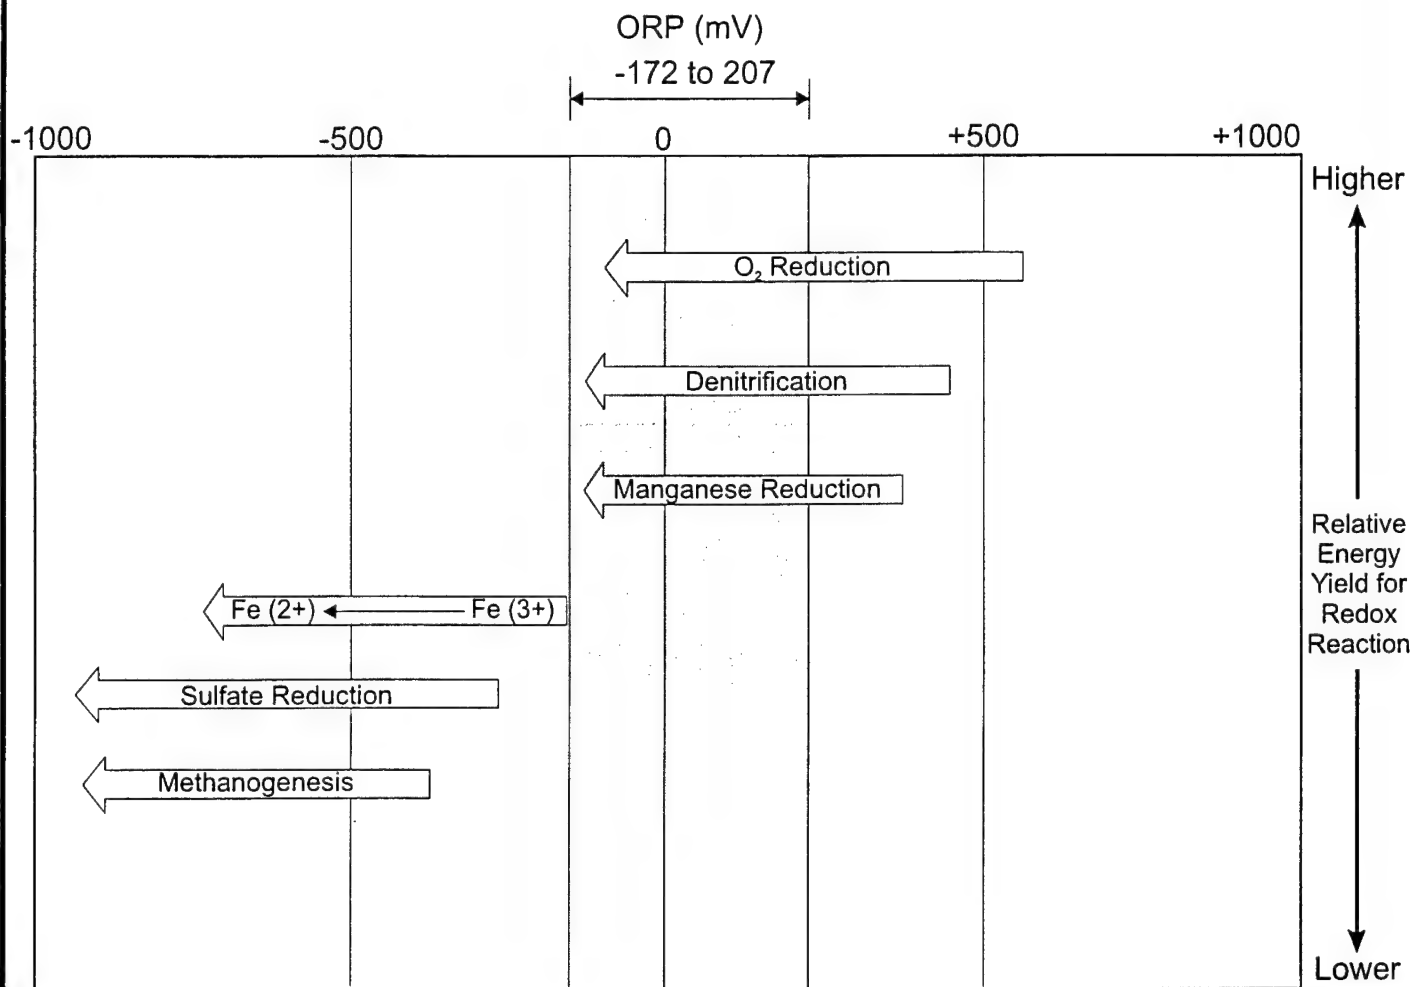 ORP (mV)
-172 to 207
-1000 -500 0 +500 +1000
Higher
O₂ Reduction
Denitrification
Manganese Reduction
Relative
Energy
Yield for
Redox
Reaction
Fe (2+) Fe (3+)
Sulfate Reduction
Methanogenesis
Lower